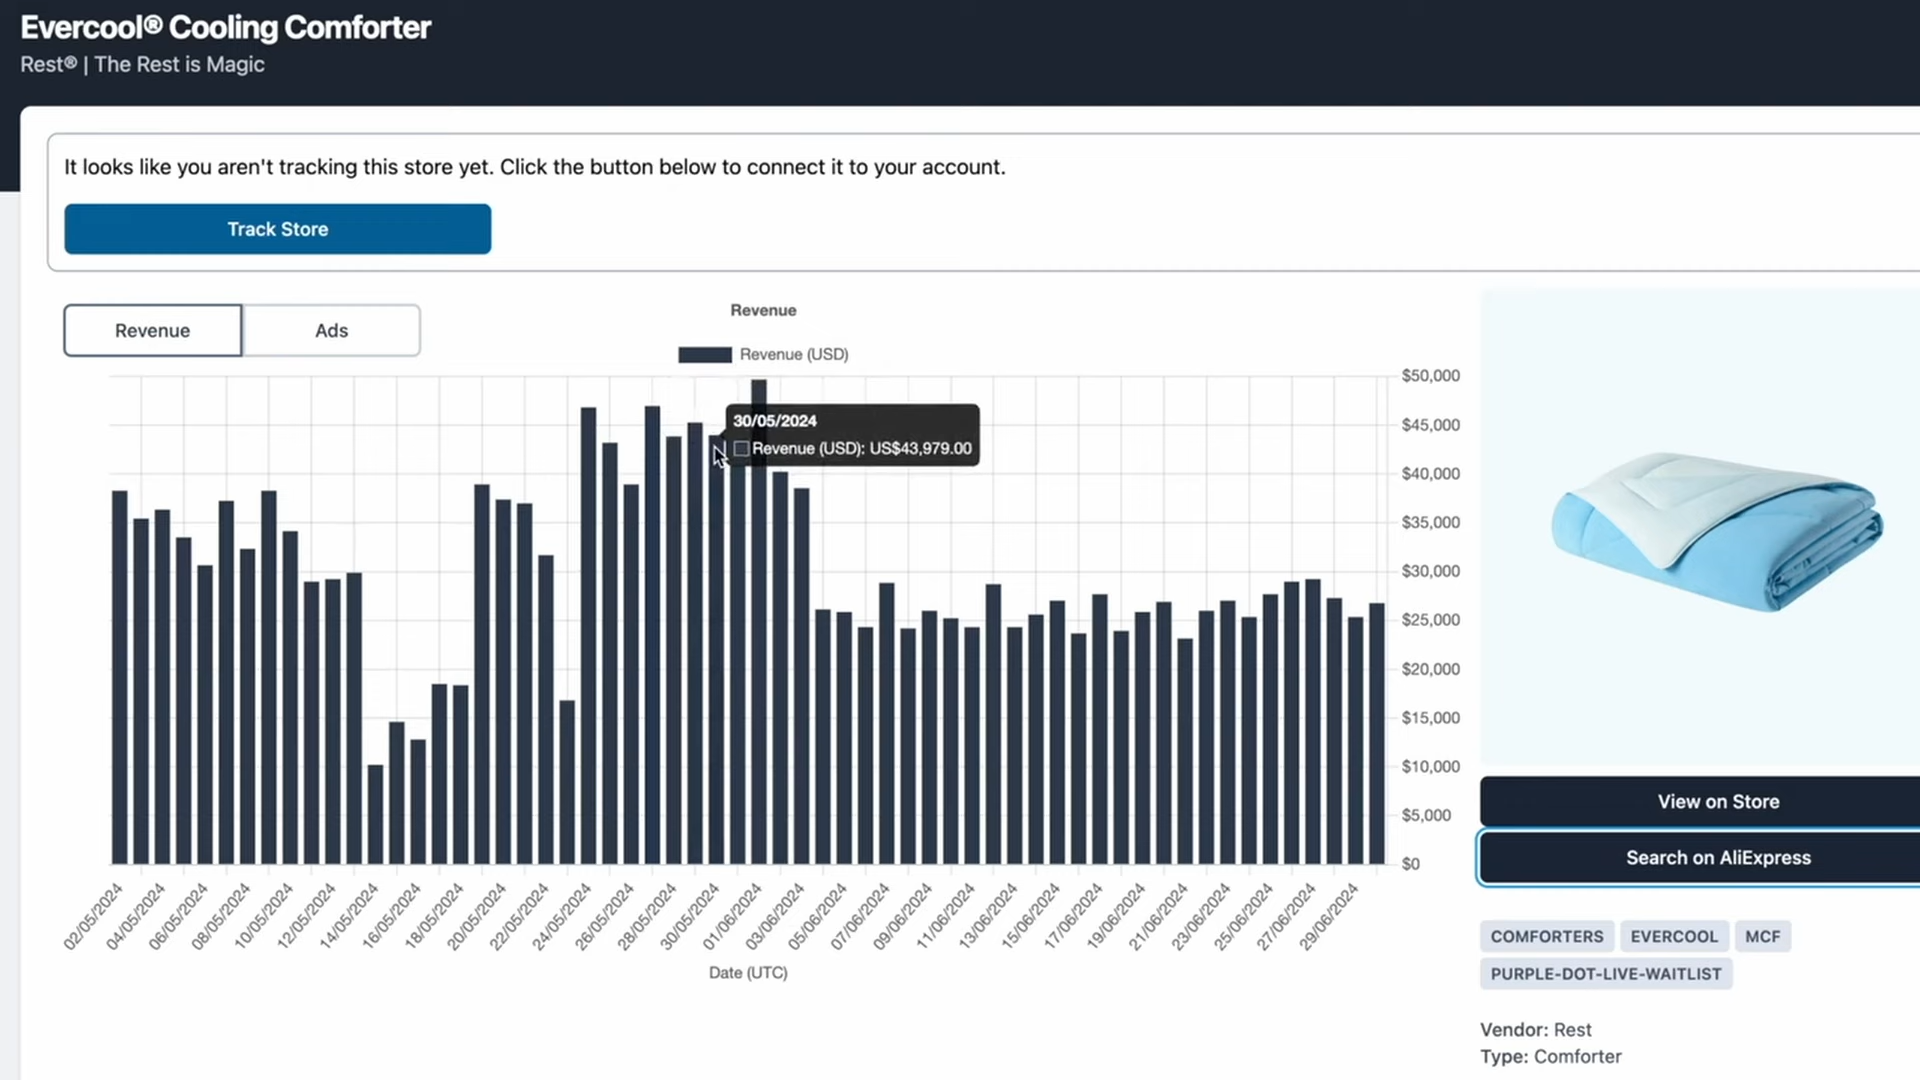 Evercool® Cooling Comforter
Rest® | The Rest is Magic
It looks like you aren't tracking this store yet. Click the button below to connect it to your account.
Track Store
Revenue
Ads
Revenue
Revenue (USD)
30/05/2024
Revenue (USD): US$43,979.00
$50,000
$45,000
$40,000
$35,000
$30,000
$25,000
$20,000
$15,000
$10,000
$5,000
$0
02/05/2024
04/05/2024
06/05/2024
08/05/2024
10/05/2024
12/05/2024
14/05/2024
16/05/2024
18/05/2024
20/05/2024
22/05/2024
24/05/2024
26/05/2024
28/05/2024
30/05/2024
01/06/2024
03/06/2024
05/06/2024
07/06/2024
09/06/2024
11/06/2024
13/06/2024
15/06/2024
17/06/2024
19/06/2024
21/06/2024
23/06/2024
25/06/2024
27/06/2024
29/06/2024
Date (UTC)
View on Store
Search on AliExpress
COMFORTERS
EVERCOOL
MCF
PURPLE-DOT-LIVE-WAITLIST
Vendor: Rest
Type: Comforter